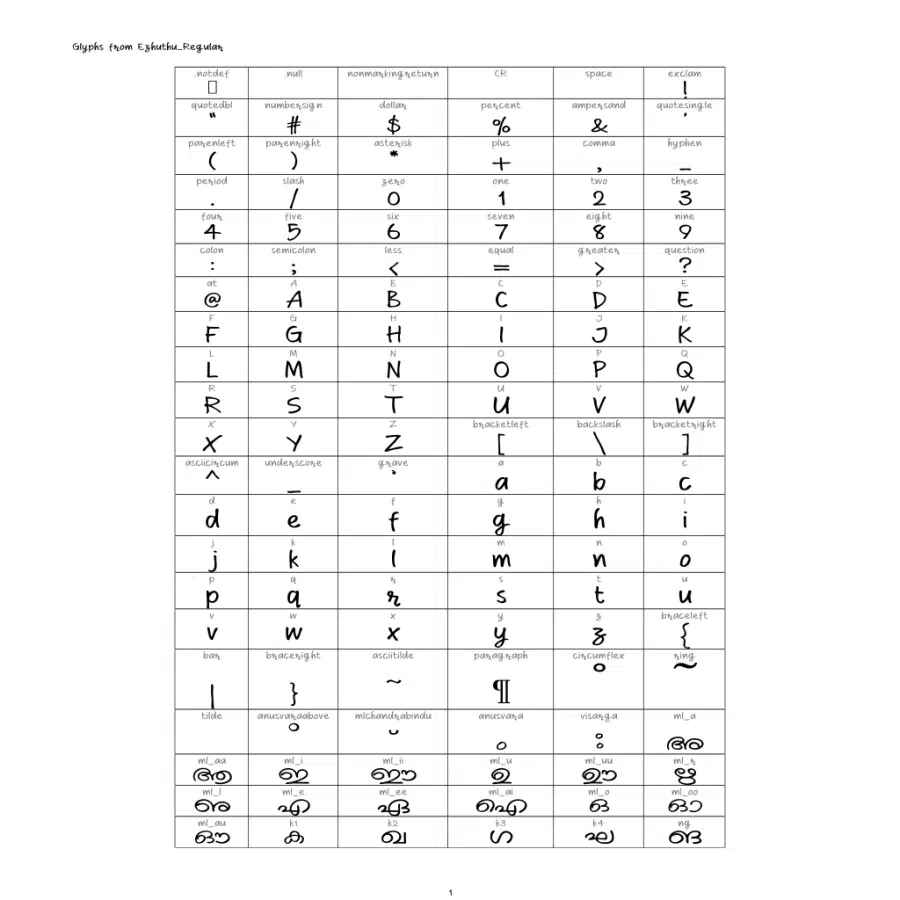 Glyphs from Ezhuthu_Regular
.notdef .null nonmarkingreturn CR space exclam
!
quotedbl numbersign dollar percent ampersand quotesingle
" # $ % & '
parenleft parenright asterisk plus comma hyphen
( ) * + , -
period slash zero one two three
. / 0 1 2 3
four five six seven eight nine
4 5 6 7 8 9
colon semicolon less equal greater question
: ; < = > ?
at A B C D E
@ A B C D E
F G H I J K
F G H I J K
L M N O P Q
L M N O P Q
R S T U V W
R S T U V W
X Y Z bracketleft backslash bracketright
X Y Z [ \ ]
asciicircum underscore grave a b c
^ _ ` a b c
d e f g h i
d e f g h i
j k l m n o
j k l m n o
p q r s t u
p q r s t u
v w x y z braceleft
v w x y z {
bar braceright asciitilde paragraph circumflex ring
| } ~ ¶ ° ~
tilde anusvaraabove mlchandrabindu anusvara visarga ml_a
ം ഃ അ
ml_aa ml_i ml_ii ml_u ml_uu ml_r
ആ ഇ ഈ ഉ ഊ ഋ
ml_l ml_e ml_ee ml_ai ml_o ml_oo
ഌ എ ഏ ഐ ഒ ഓ
ml_au k1 k2 k3 k4 ng
ഔ ക ഖ ഗ ഘ ങ
1